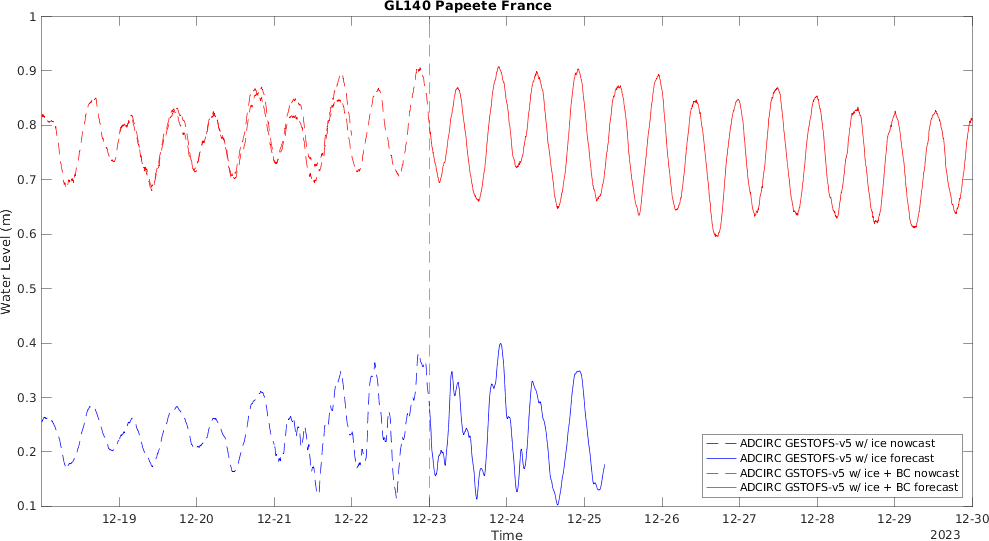 GL140 Papeete France
1
0.9
0.8
0.7
0.6
0.5
0.4
0.3
0.2
0.1
Water Level (m)
12-19 12-20 12-21 12-22 12-23 12-24 12-25 12-26 12-27 12-28 12-29 12-30
Time
2023
ADCIRC GESTOFS-v5 w/ ice nowcast
ADCIRC GESTOFS-v5 w/ ice forecast
ADCIRC GSTOFS-v5 w/ ice + BC nowcast
ADCIRC GSTOFS-v5 w/ ice + BC forecast